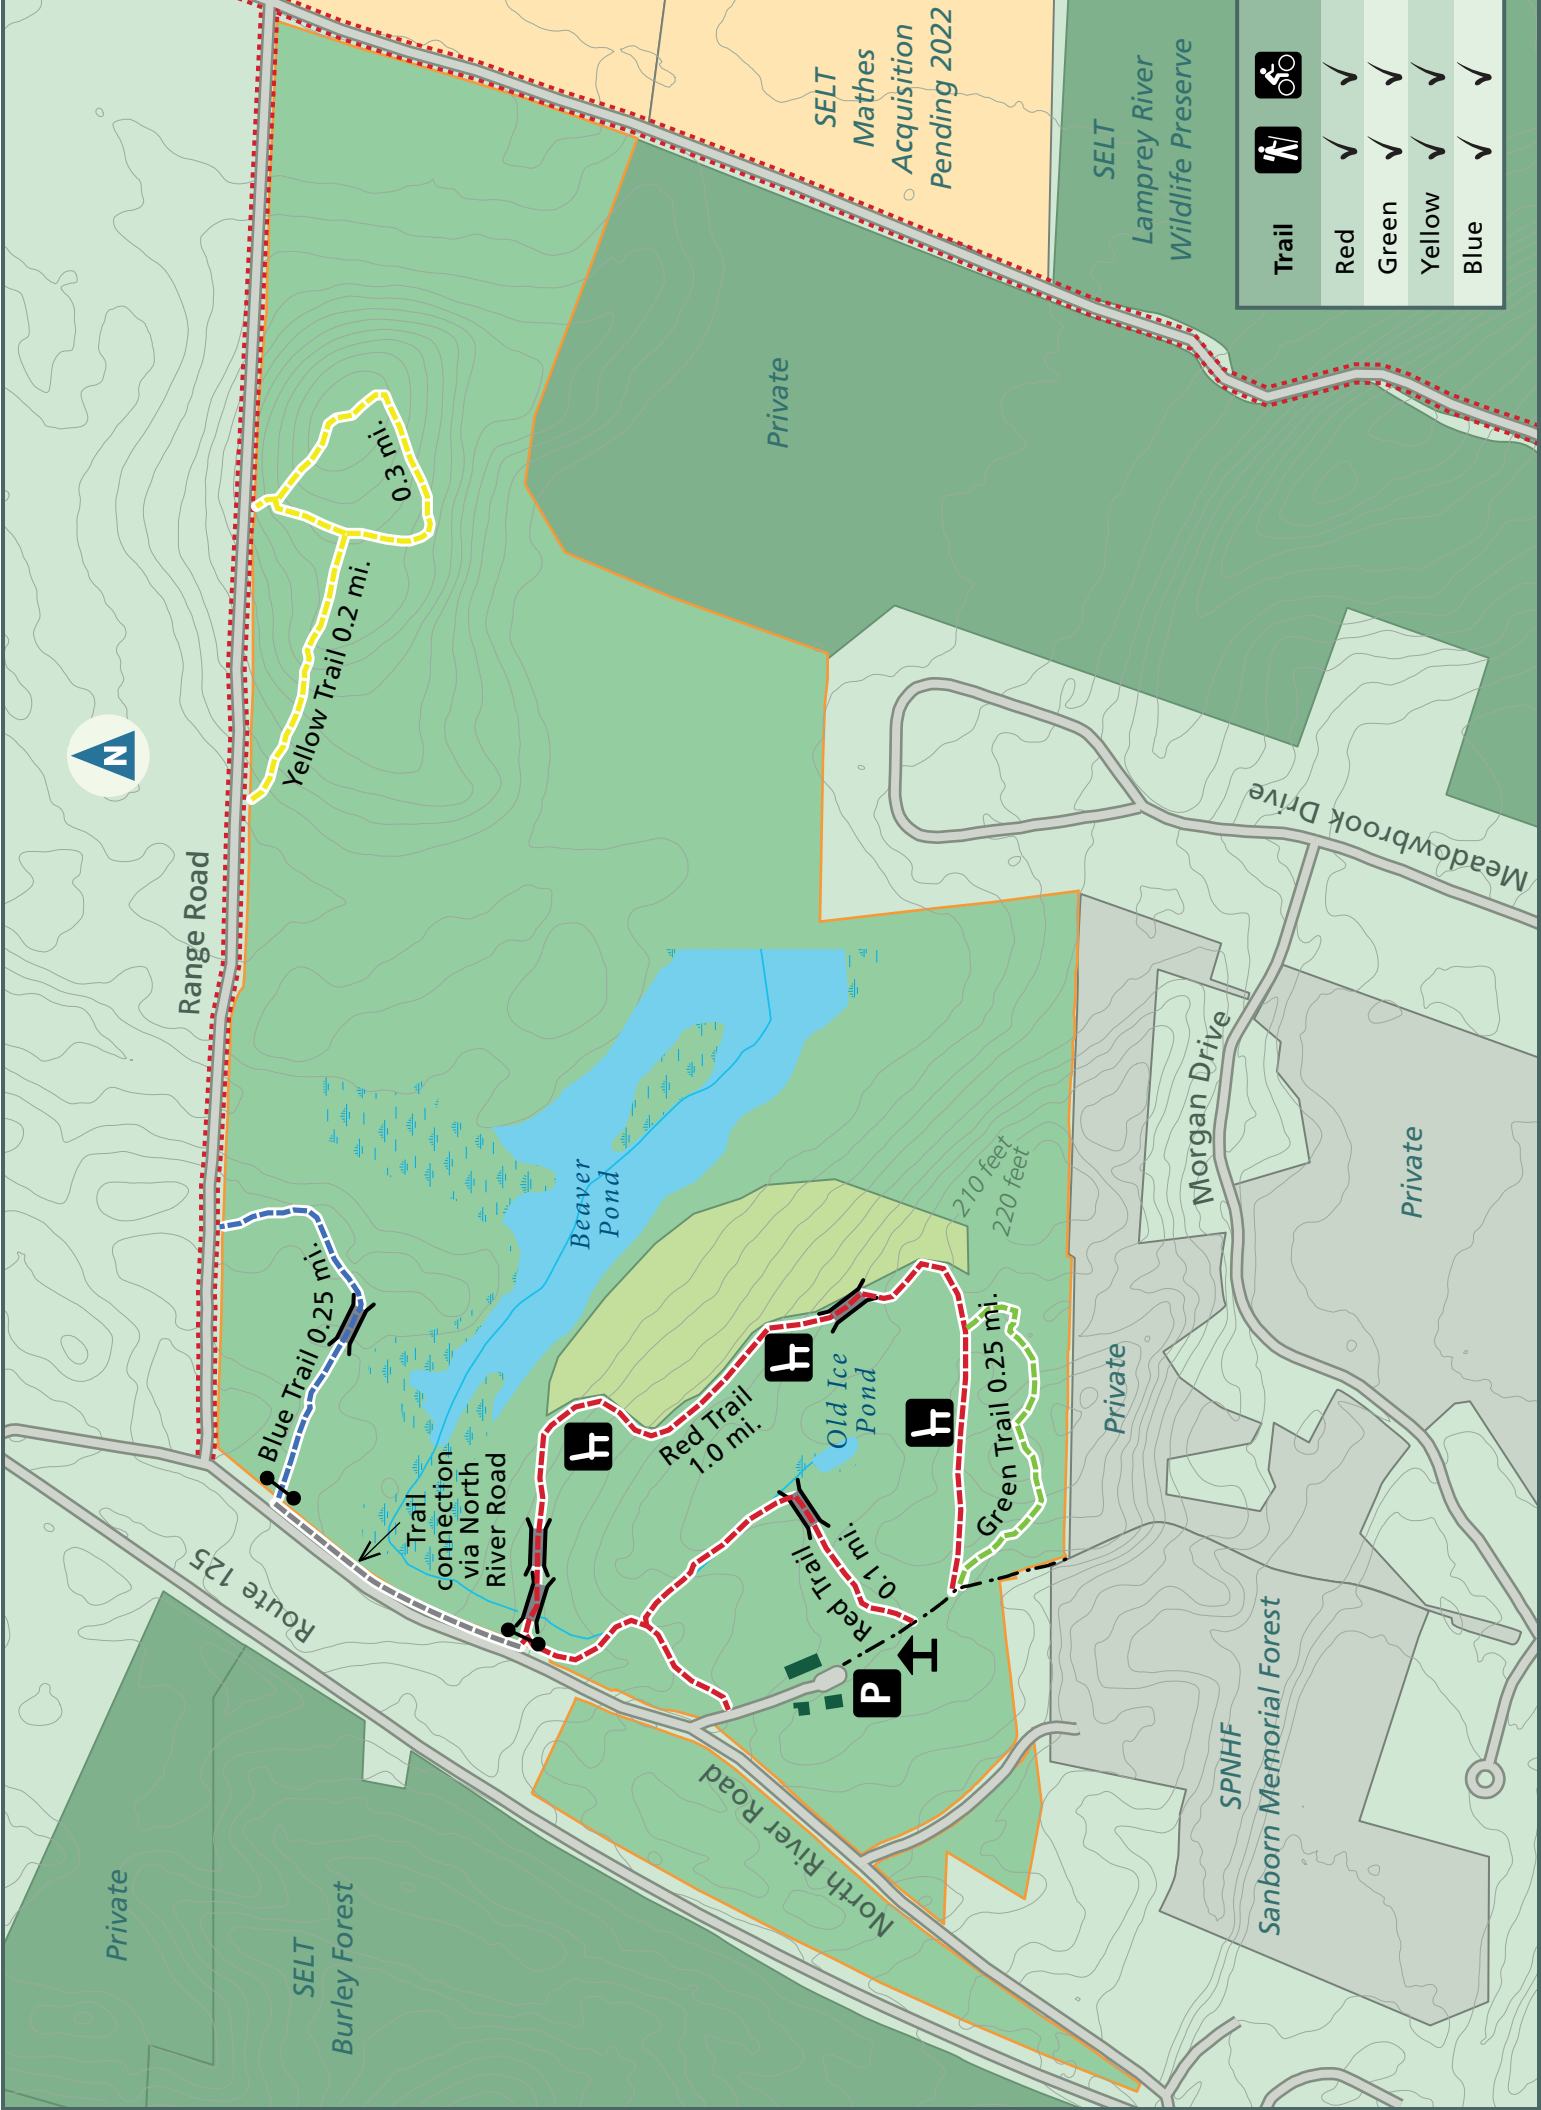 Private
SELT
Burley Forest
Route 125
Blue Trail 0.25 mi.
Range Road
N
Yellow Trail 0.2 mi.
0.3 mi.
Trail
connection
via North
River Road
Beaver
Pond
Red Trail
1.0 mi.
Old Ice
Pond
Red Trail
0.1 mi.
P
North River Road
Green Trail 0.25 mi.
210 feet
220 feet
Private
SELT
Mathes
Acquisition
Pending 2022
SELT
Lamprey River
Wildlife Preserve
Private
Morgan Drive
Meadowbrook Drive
Private
SPNHF
Sanborn Memorial Forest
Trail
Red
Green
Yellow
Blue